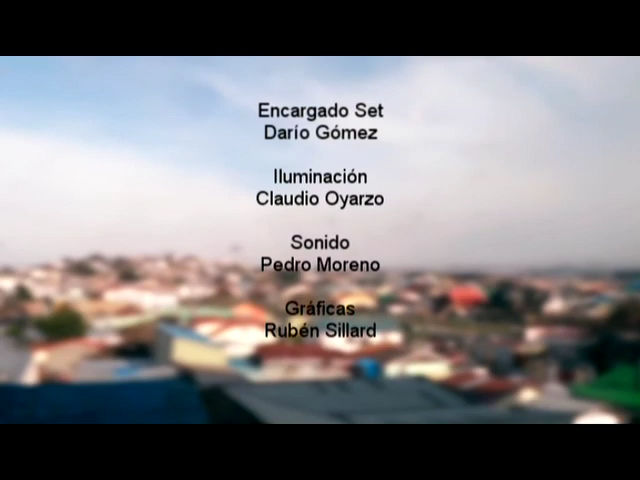 Encargado Set
Darío Gómez
Iluminación
Claudio Oyarzo
Sonido
Pedro Moreno
Gráficas
Rubén Sillard